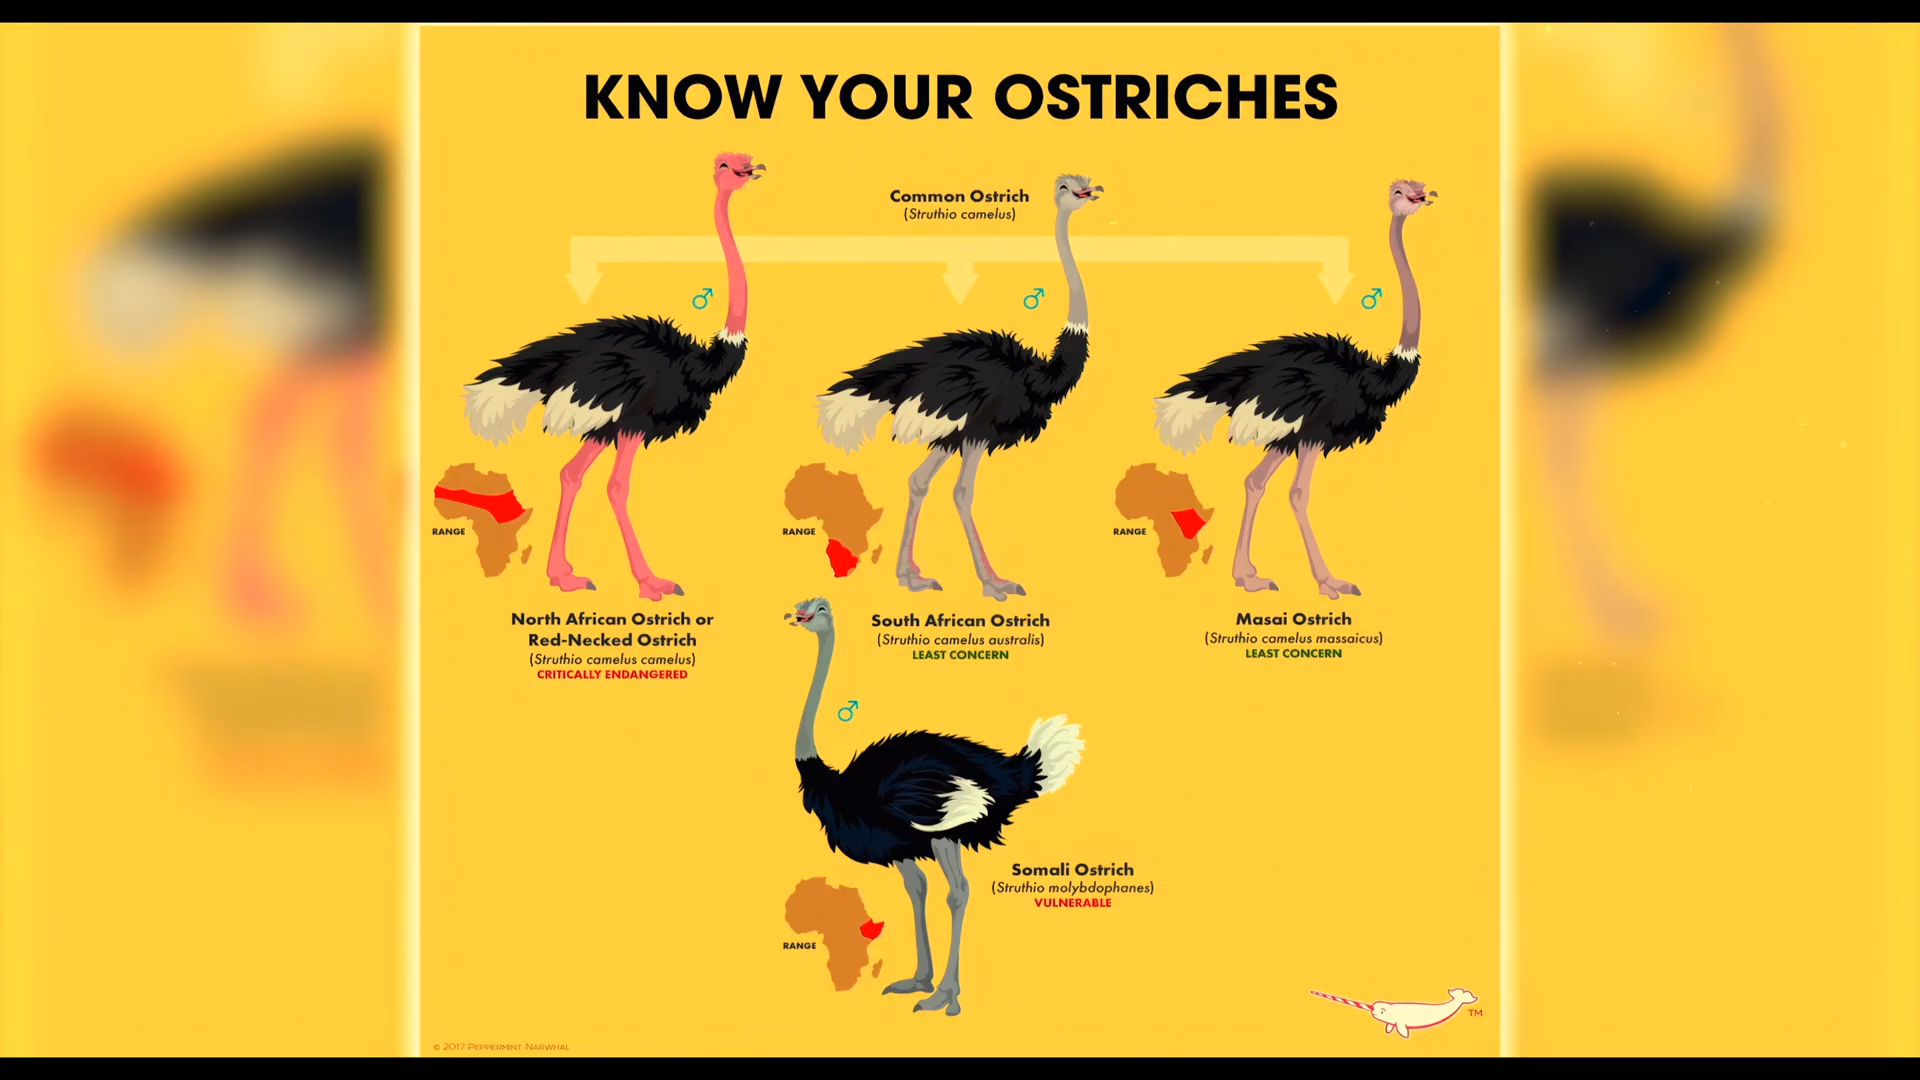 KNOW YOUR OSTRICHES
Common Ostrich
(Struthio camelus)
RANGE
RANGE
RANGE
North African Ostrich or
Red-Necked Ostrich
(Struthio camelus camelus)
CRITICALLY ENDANGERED
South African Ostrich
(Struthio camelus australis)
LEAST CONCERN
Masai Ostrich
(Struthio camelus massaicus)
LEAST CONCERN
Somali Ostrich
(Struthio molybdophanes)
VULNERABLE
RANGE
TM
© 2017 PEPPERMINT NARWHAL